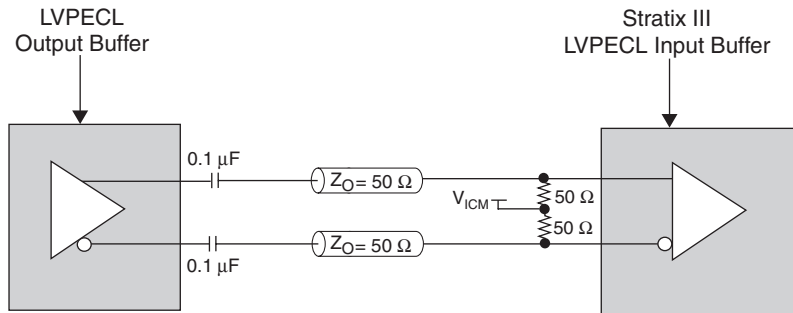 LVPECL
Output Buffer
Stratix III
LVPECL Input Buffer
0.1 µF
Z_O = 50 Ω
V_ICM
50 Ω
50 Ω
0.1 µF
Z_O = 50 Ω